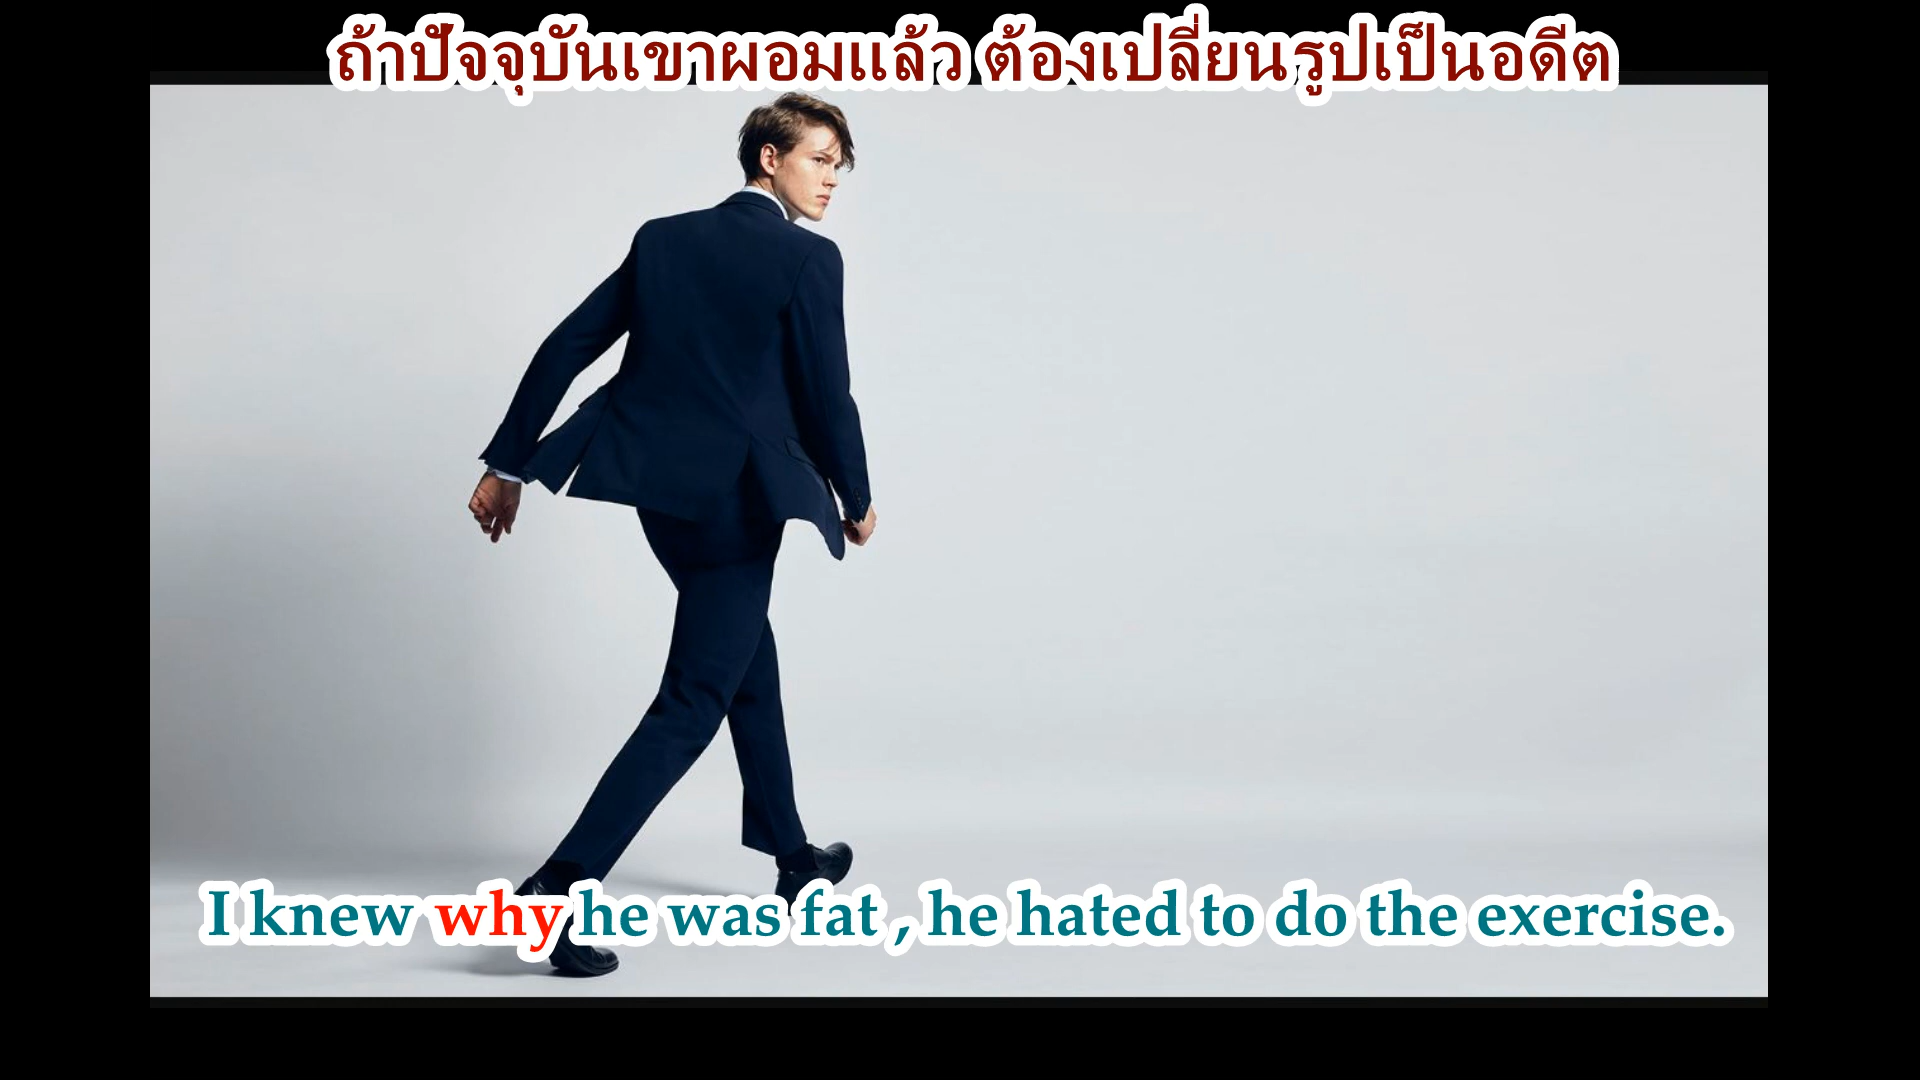 ถ้าปัจจุบันเขาผอมแล้ว ต้องเปลี่ยนรูปเป็นอดีต
I knew why he was fat , he hated to do the exercise.